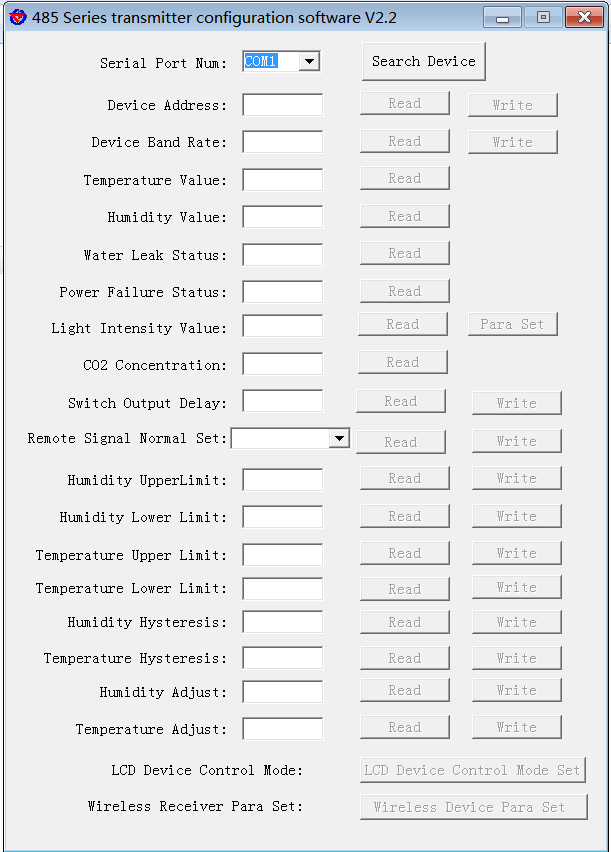 485 Series transmitter configuration software V2.2
Serial Port Num: COM1 Search Device
Device Address: Read Write
Device Band Rate: Read Write
Temperature Value: Read
Humidity Value: Read
Water Leak Status: Read
Power Failure Status: Read
Light Intensity Value: Read Para Set
CO2 Concentration: Read
Switch Output Delay: Read Write
Remote Signal Normal Set: Read Write
Humidity UpperLimit: Read Write
Humidity Lower Limit: Read Write
Temperature Upper Limit: Read Write
Temperature Lower Limit: Read Write
Humidity Hysteresis: Read Write
Temperature Hysteresis: Read Write
Humidity Adjust: Read Write
Temperature Adjust: Read Write
LCD Device Control Mode: LCD Device Control Mode Set
Wireless Receiver Para Set: Wireless Device Para Set